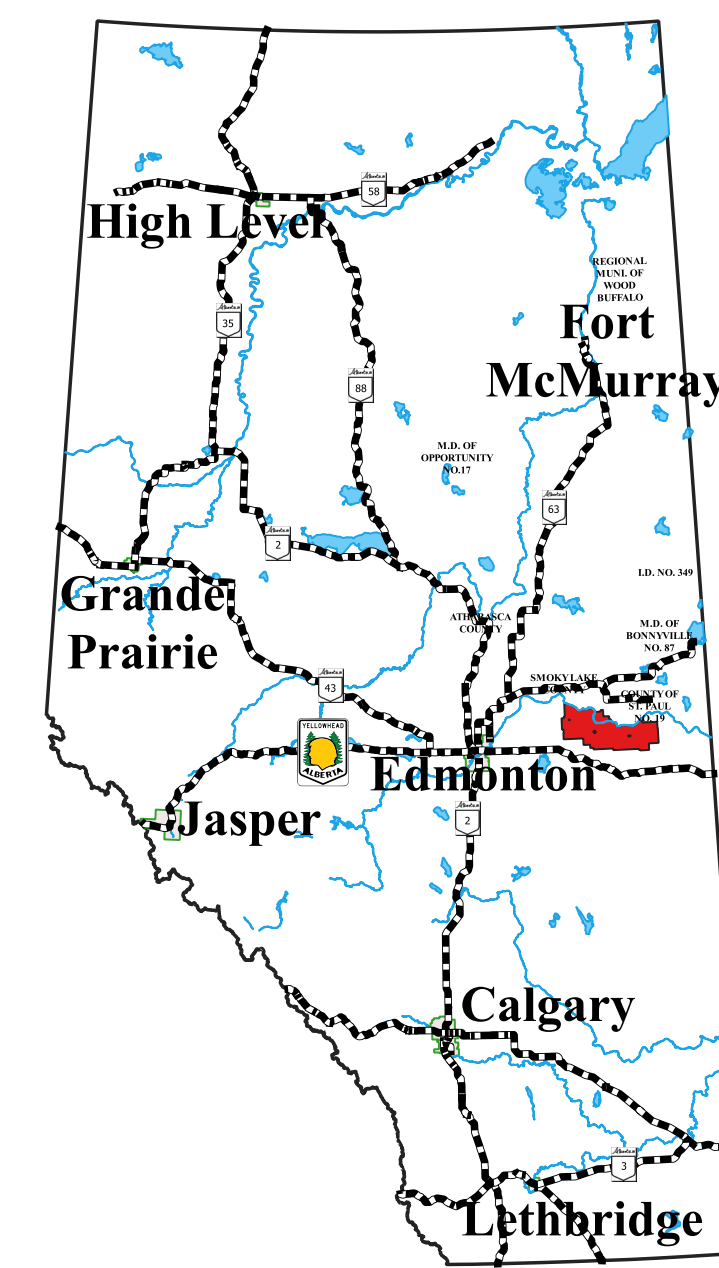 58
High Level
REGIONAL
MUNI. OF
WOOD
BUFFALO
Fort
McMurray
35
88
M.D. OF
OPPORTUNITY
NO.17
63
2
I.D. NO. 349
Grande
Prairie
ATHABASCA
COUNTY
M.D. OF
BONNYVILLE
NO. 87
SMOKY LAKE
COUNTY
COUNTY OF
ST. PAUL
NO. 19
43
YELLOWHEAD
ALBERTA
Edmonton
Jasper
2
Calgary
3
Lethbridge